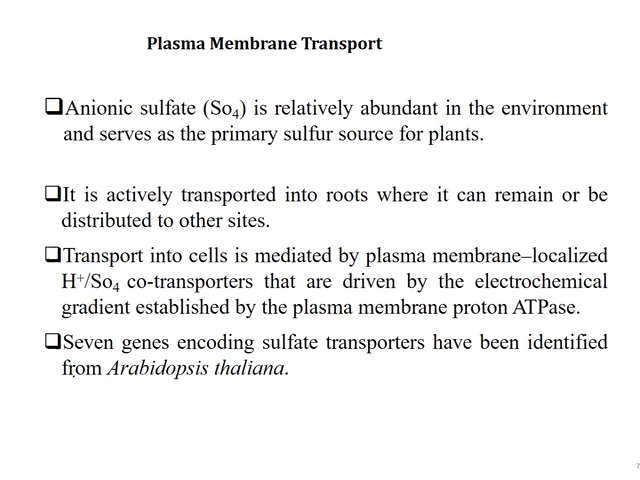 Plasma Membrane Transport
❑Anionic sulfate (So₄) is relatively abundant in the environment
and serves as the primary sulfur source for plants.
❑It is actively transported into roots where it can remain or be
distributed to other sites.
❑Transport into cells is mediated by plasma membrane–localized
H⁺/So₄ co-transporters that are driven by the electrochemical
gradient established by the plasma membrane proton ATPase.
❑Seven genes encoding sulfate transporters have been identified
from Arabidopsis thaliana.
7